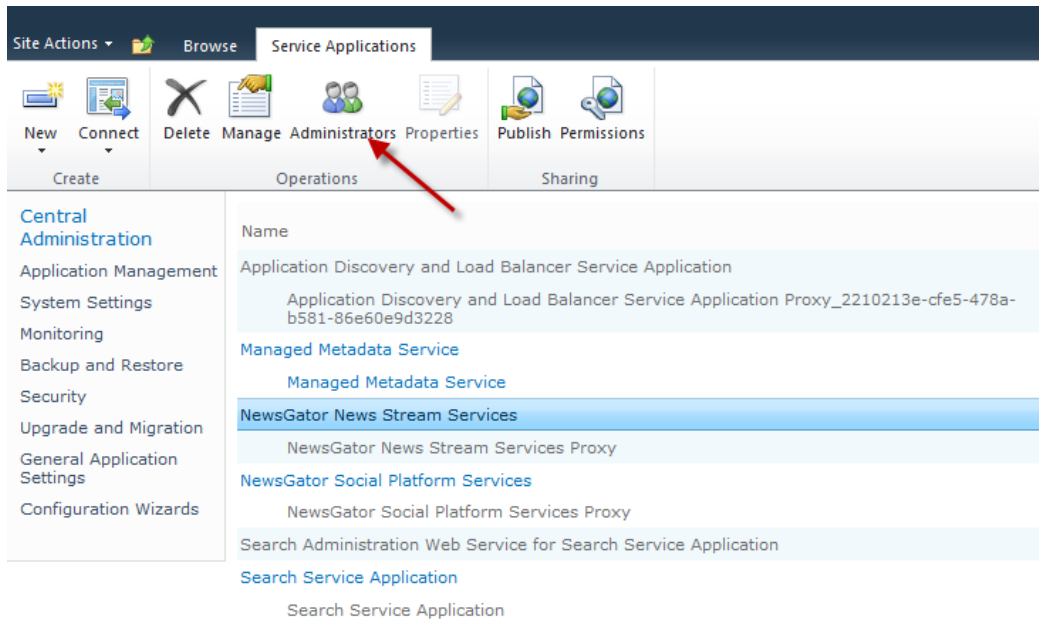 Site Actions Browse Service Applications
New Connect Delete Manage Administrators Properties Publish Permissions
Create Operations Sharing
Central
Administration
Application Management
System Settings
Monitoring
Backup and Restore
Security
Upgrade and Migration
General Application
Settings
Configuration Wizards
Name
Application Discovery and Load Balancer Service Application
Application Discovery and Load Balancer Service Application Proxy_2210213e-cfe5-478a-
b581-86e60e9d3228
Managed Metadata Service
Managed Metadata Service
NewsGator News Stream Services
NewsGator News Stream Services Proxy
NewsGator Social Platform Services
NewsGator Social Platform Services Proxy
Search Administration Web Service for Search Service Application
Search Service Application
Search Service Application